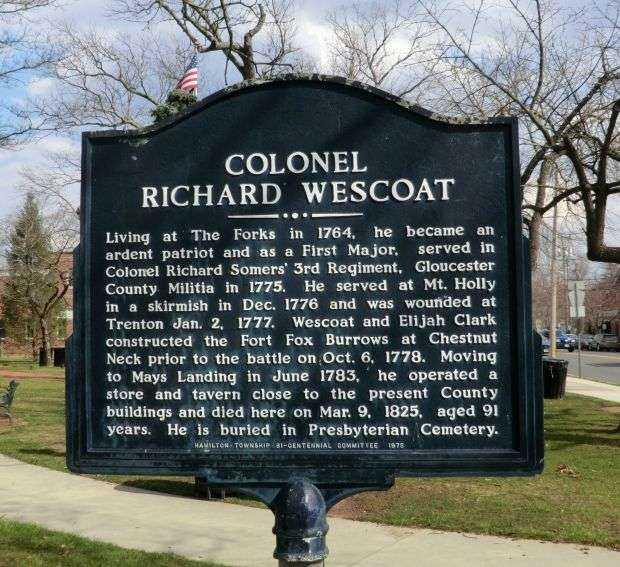 COLONEL
RICHARD WESCOAT
Living at The Forks in 1764, he became an
ardent patriot and as a First Major, served in
Colonel Richard Somers' 3rd Regiment, Gloucester
County Militia in 1775. He served at Mt. Holly
in a skirmish in Dec. 1776 and was wounded at
Trenton Jan. 2, 1777. Wescoat and Elijah Clark
constructed the Fort Fox Burrows at Chestnut
Neck prior to the battle on Oct. 6, 1778. Moving
to Mays Landing in June 1783, he operated a
store and tavern close to the present County
buildings and died here on Mar. 9, 1825, aged 91
years. He is buried in Presbyterian Cemetery.
HAMILTON TOWNSHIP BI-CENTENNIAL COMMITTEE 1975